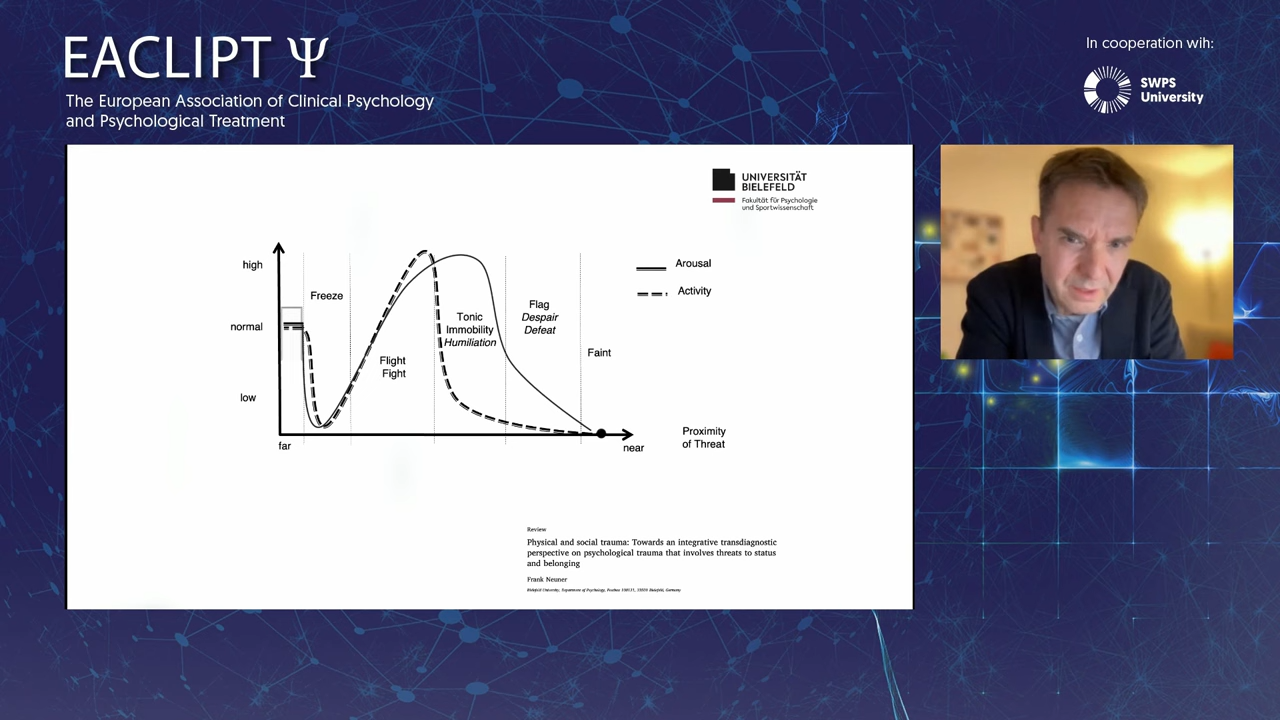 EACLIPT Ψ
The European Association of Clinical Psychology
and Psychological Treatment
In cooperation wih:
SWPS
University
UNIVERSITÄT
BIELEFELD
Fakultät für Psychologie
und Sportwissenschaft
high
normal
low
far
near
Freeze
Flight
Fight
Tonic
Immobility
Humiliation
Flag
Despair
Defeat
Faint
Arousal
Activity
Proximity
of Threat
Review
Physical and social trauma: Towards an integrative transdiagnostic
perspective on psychological trauma that involves threats to status
and belonging
Frank Neuner
Bielefeld University, Department of Psychology, Postbox 100131, 33501 Bielefeld, Germany